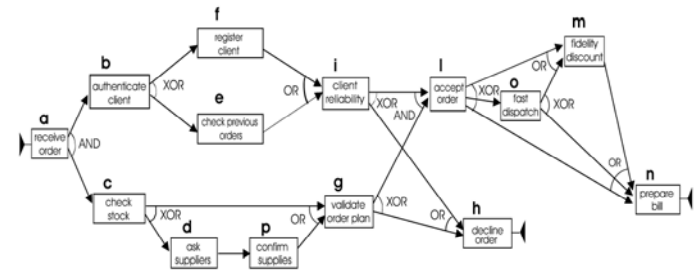 f
register
client
m
fidelity
discount
b
authenticate
client
XOR
i
client
reliability
OR
l
accept
order
OR
XOR
o
fast
dispatch
XOR
e
check previous
orders
XOR
AND
a
receive
order
AND
c
check
stock
XOR
g
validate
order plan
OR
XOR
OR
n
prepare
bill
OR
h
decline
order
d
ask
suppliers
p
confirm
supplies